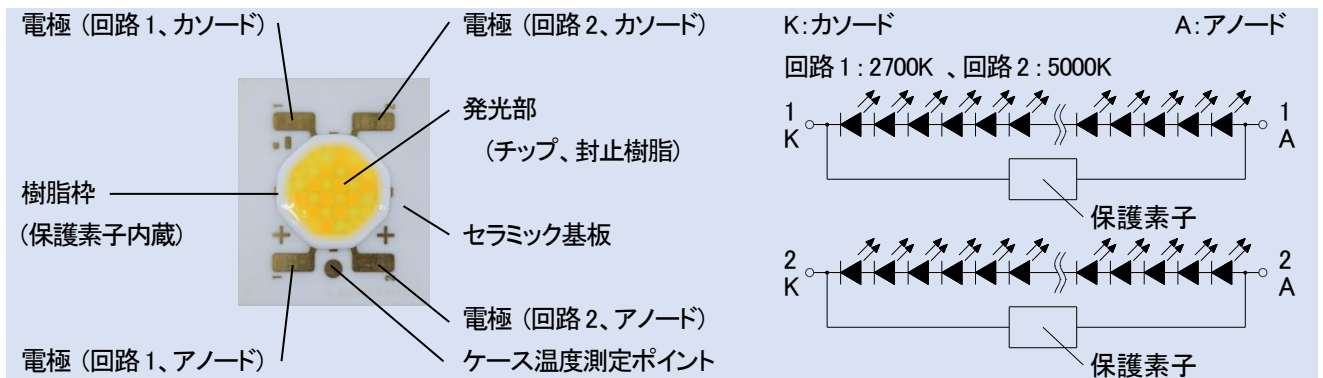 電極（回路1、カソード）
電極（回路2、カソード）
発光部
（チップ、封止樹脂）
樹脂枠
（保護素子内蔵）
セラミック基板
電極（回路2、アノード）
電極（回路1、アノード）
ケース温度測定ポイント
1
2
+
+
1
2
K:カソード
A:アノード
回路1:2700K 、回路2:5000K
1
K
1
A
保護素子
2
K
2
A
保護素子